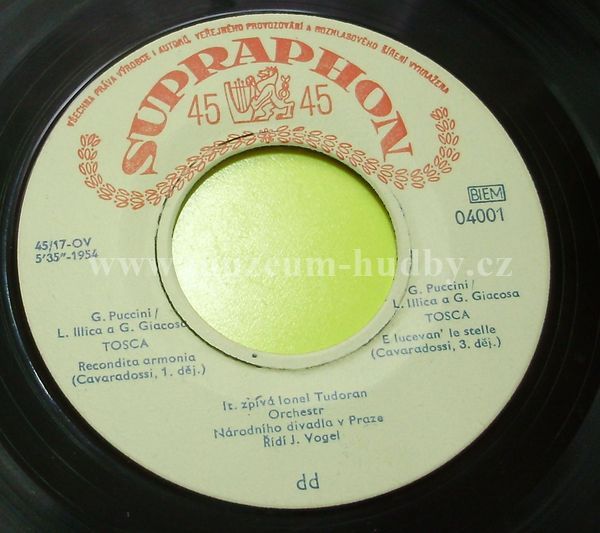 VŠECHNA PRÁVA VÝROBCE I AUTORŮ, VEŘEJNÉHO PROVOZOVÁNÍ A ROZHLASOVÉHO ŠÍŘENÍ VYHRAZENA
SUPRAPHON
45 45
BIEM
04001
45/17-OV
5'35"-1954
www.muzeum-hudby.cz
G. Puccini/
L. Illica a G. Giacosa
TOSCA
Recondita armonia
(Cavaradossi, 1. děj.)
G. Puccini/
L. Illica a G. Giacosa
TOSCA
E lucevan' le stelle
(Cavaradossi, 3. děj.)
It. zpívá Ionel Tudoran
Orchestr
Národního divadla v Praze
Řídí J. Vogel
dd